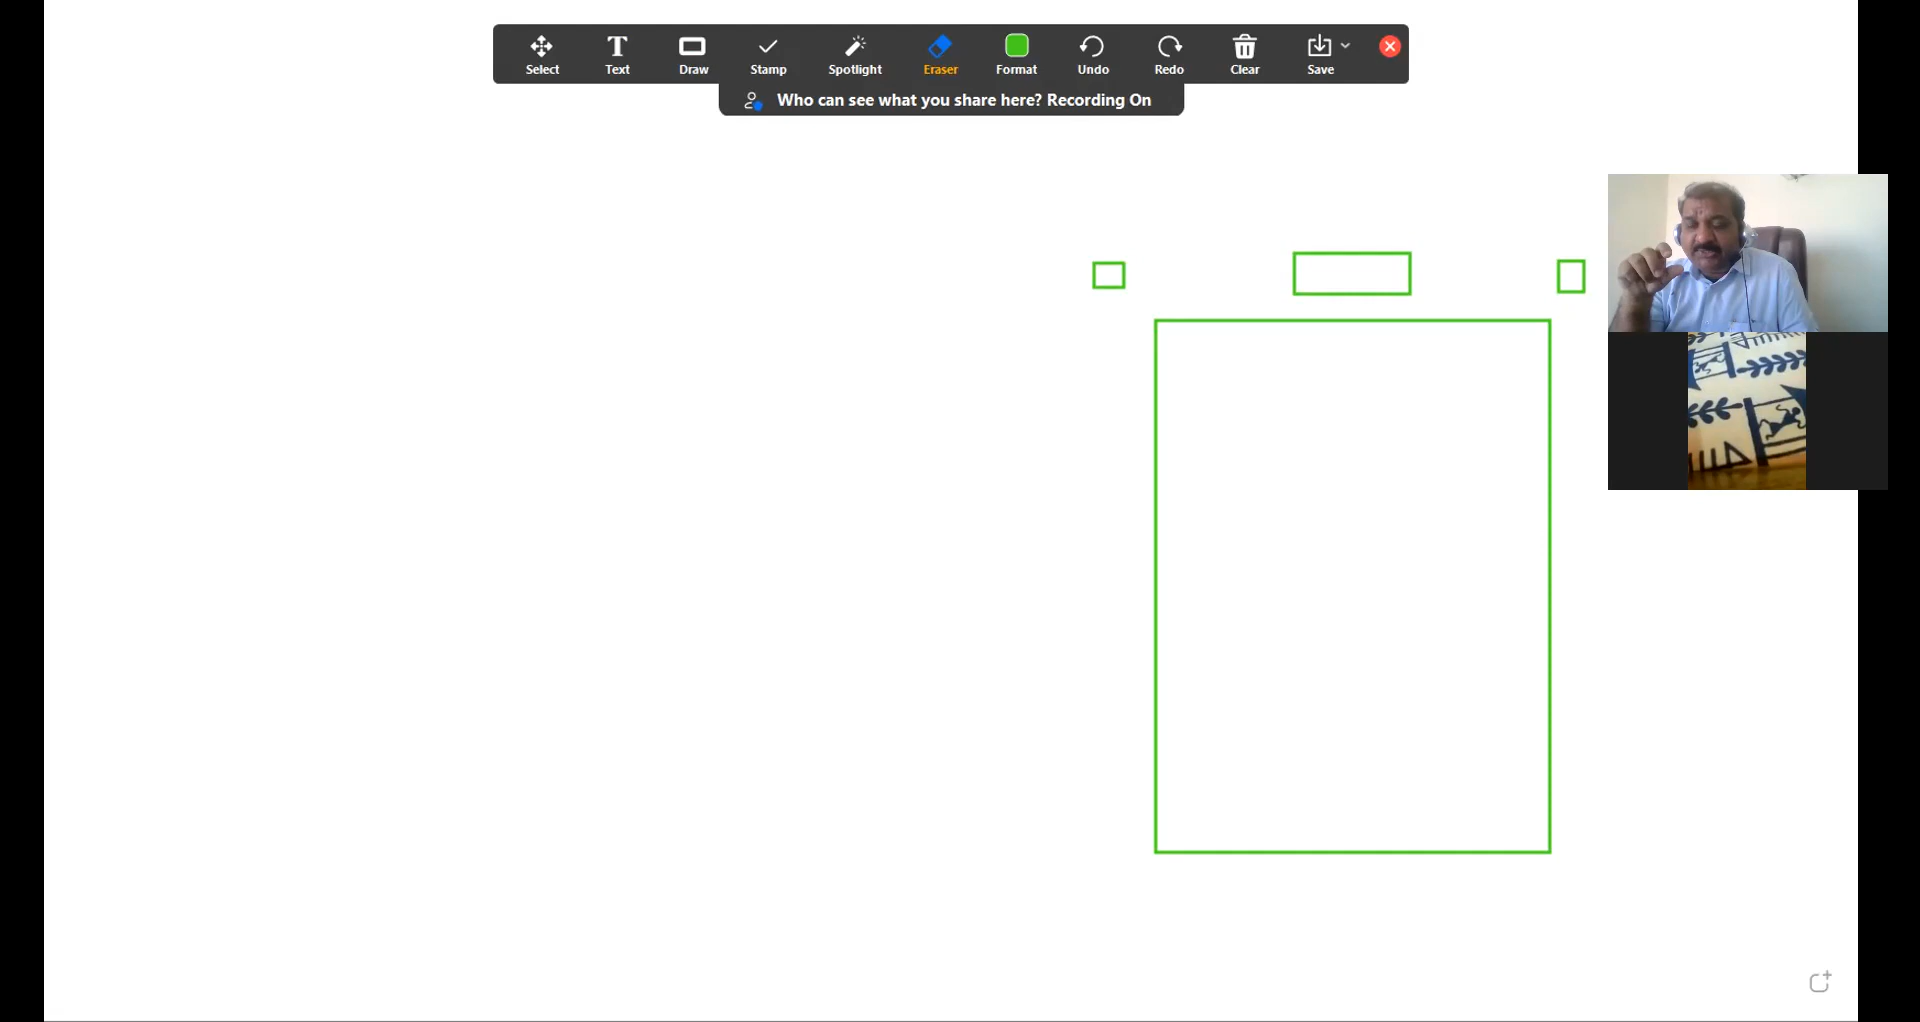 Select Text Draw Stamp Spotlight Eraser Format Undo Redo Clear Save
Who can see what you share here? Recording On